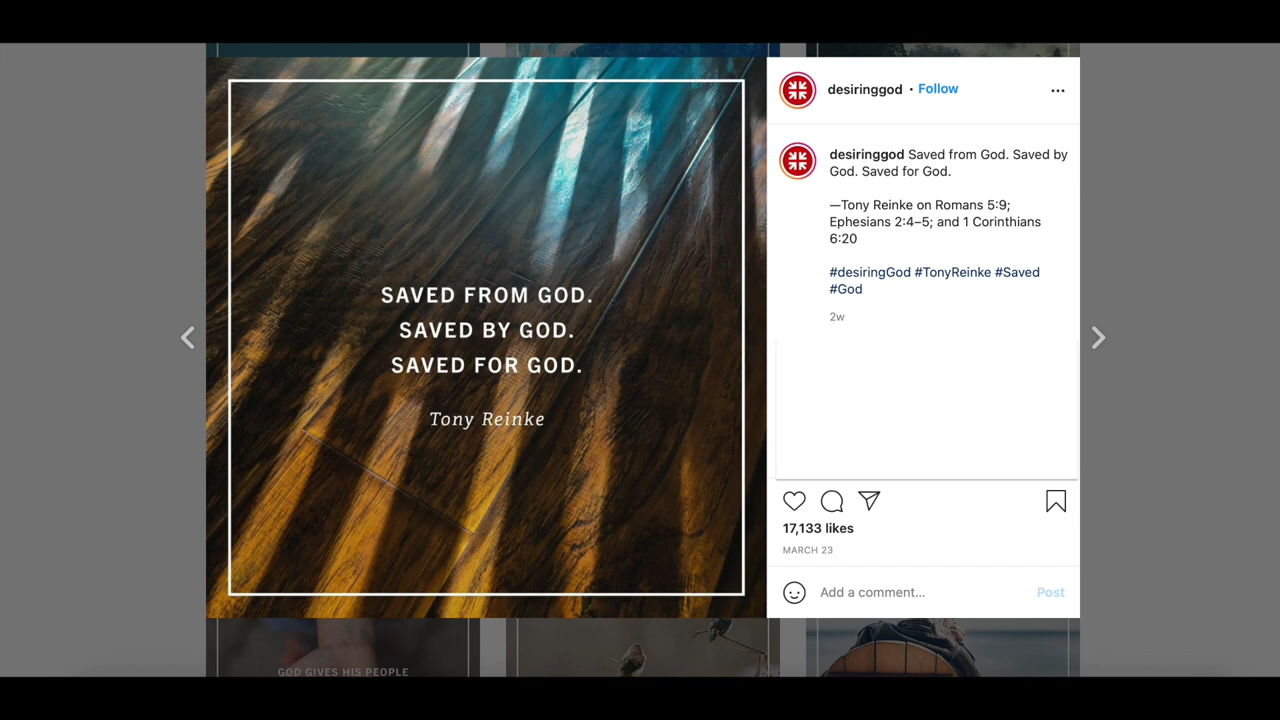 SAVED FROM GOD.
SAVED BY GOD.
SAVED FOR GOD.
Tony Reinke
desiringgod • Follow
desiringgod Saved from God. Saved by
God. Saved for God.
—Tony Reinke on Romans 5:9;
Ephesians 2:4–5; and 1 Corinthians
6:20
#desiringGod #TonyReinke #Saved
#God
2w
17,133 likes
MARCH 23
Add a comment...
Post
GOD GIVES HIS PEOPLE